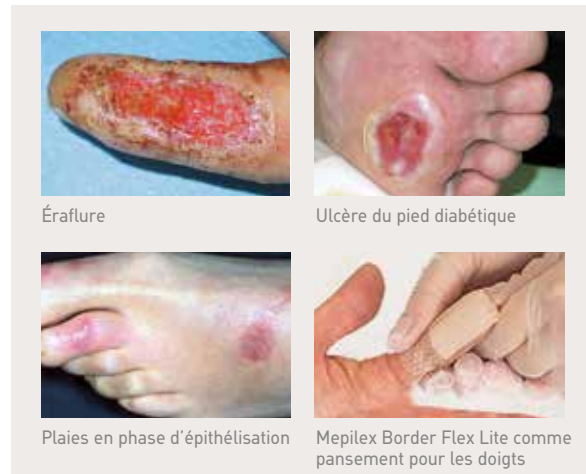 Éraflure
Ulcère du pied diabétique
Plaies en phase d'épithélisation
Mepilex Border Flex Lite comme
pansement pour les doigts